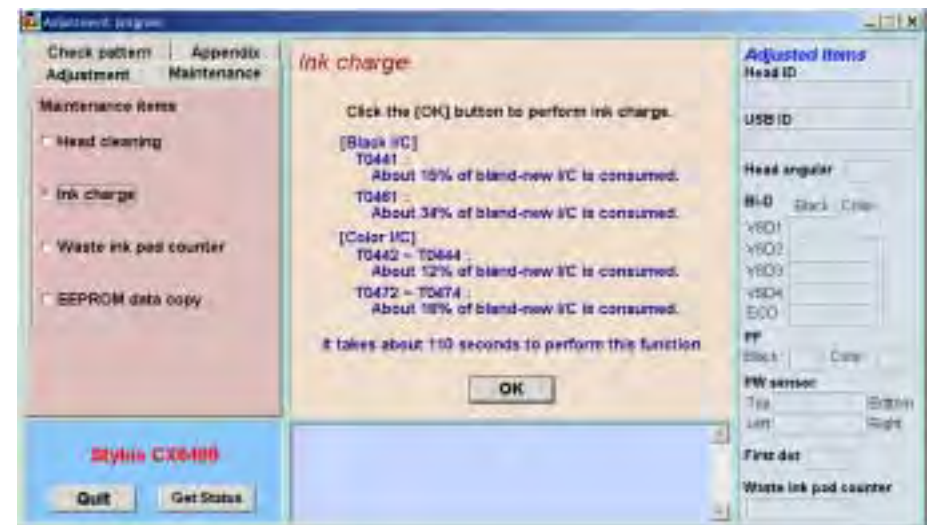 Adjustment program
Check pattern Appendix
Adjustment Maintenance
Maintenance items
Head cleaning
Ink charge
Waste ink pad counter
EEPROM data copy
Ink charge
Click the [OK] button to perform ink charge.
[Black I/C]
T0441 :
About 15% of bland-new I/C is consumed.
T0461 :
About 34% of bland-new I/C is consumed.
[Color I/C]
T0442 ~ T0444 :
About 12% of bland-new I/C is consumed.
T0472 ~ T0474 :
About 18% of bland-new I/C is consumed.
It takes about 110 seconds to perform this function
OK
Stylus
Quit Get Status
Adjusted items
Head ID
USB ID
Head angular
Bi-D Black Color
VSD1
VSD2
VSD3
VSD4
ECO
PF
Black Color
PW sensor
Top Bottom
Left Right
First dot
Waste ink pad counter